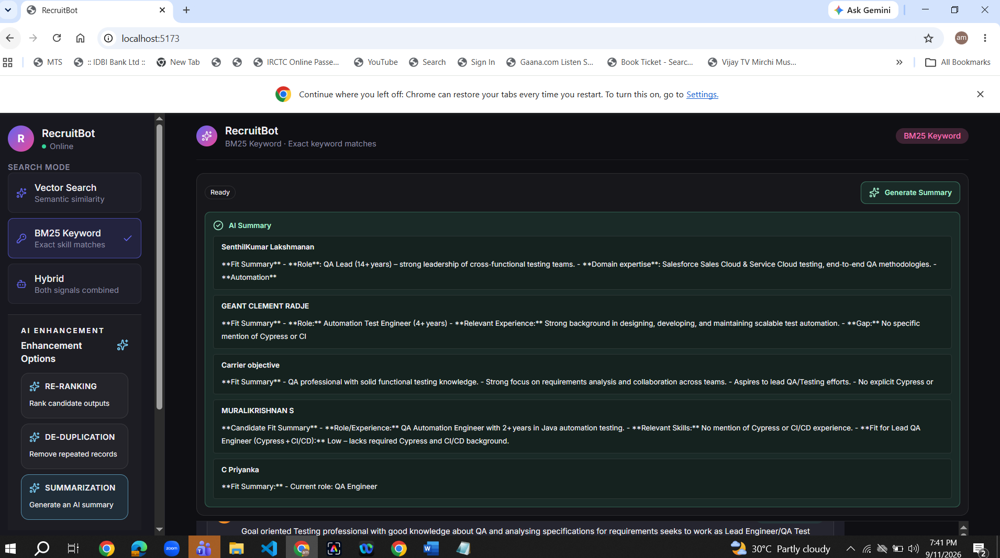 RecruitBot
Ask Gemini
localhost:5173
am
MTS
:: IDBI Bank Ltd ::
New Tab
IRCTC Online Passe...
YouTube
Search
Sign In
Gaana.com Listen S...
Book Ticket - Searc...
Vijay TV Mirchi Mus...
All Bookmarks
Continue where you left off: Chrome can restore your tabs every time you restart. To turn this on, go to Settings.
R
RecruitBot
Online
SEARCH MODE
Vector Search
Semantic similarity
BM25 Keyword
Exact skill matches
Hybrid
Both signals combined
AI ENHANCEMENT
Enhancement
Options
RE-RANKING
Rank candidate outputs
DE-DUPLICATION
Remove repeated records
SUMMARIZATION
Generate an AI summary
RecruitBot
BM25 Keyword · Exact keyword matches
BM25 Keyword
Ready
Generate Summary
AI Summary
SenthilKumar Lakshmanan
**Fit Summary** - **Role**: QA Lead (14+ years) – strong leadership of cross-functional testing teams. - **Domain expertise**: Salesforce Sales Cloud & Service Cloud testing, end-to-end QA methodologies. -
**Automation**
GEANT CLEMENT RADJE
**Fit Summary** - **Role:** Automation Test Engineer (4+ years) - **Relevant Experience:** Strong background in designing, developing, and maintaining scalable test automation. - **Gap:** No specific
mention of Cypress or CI
Carrier objective
**Fit Summary** - QA professional with solid functional testing knowledge. - Strong focus on requirements analysis and collaboration across teams. - Aspires to lead QA/Testing efforts. - No explicit Cypress or
MURALIKRISHNAN S
**Candidate Fit Summary** - **Role/Experience:** QA Automation Engineer with 2+ years in Java automation testing. - **Relevant Skills:** No mention of Cypress or CI/CD experience. - **Fit for Lead QA
Engineer (Cypress + CI/CD):** Low – lacks required Cypress and CI/CD background.
C Priyanka
**Fit Summary:** - Current role: QA Engineer
Goal oriented Testing professional with good knowledge about QA and analysing specifications for requirements seeks to work as Lead Engineer/QA Test
zoom
am
30°C Partly cloudy
7:41 PM
9/11/2026
2